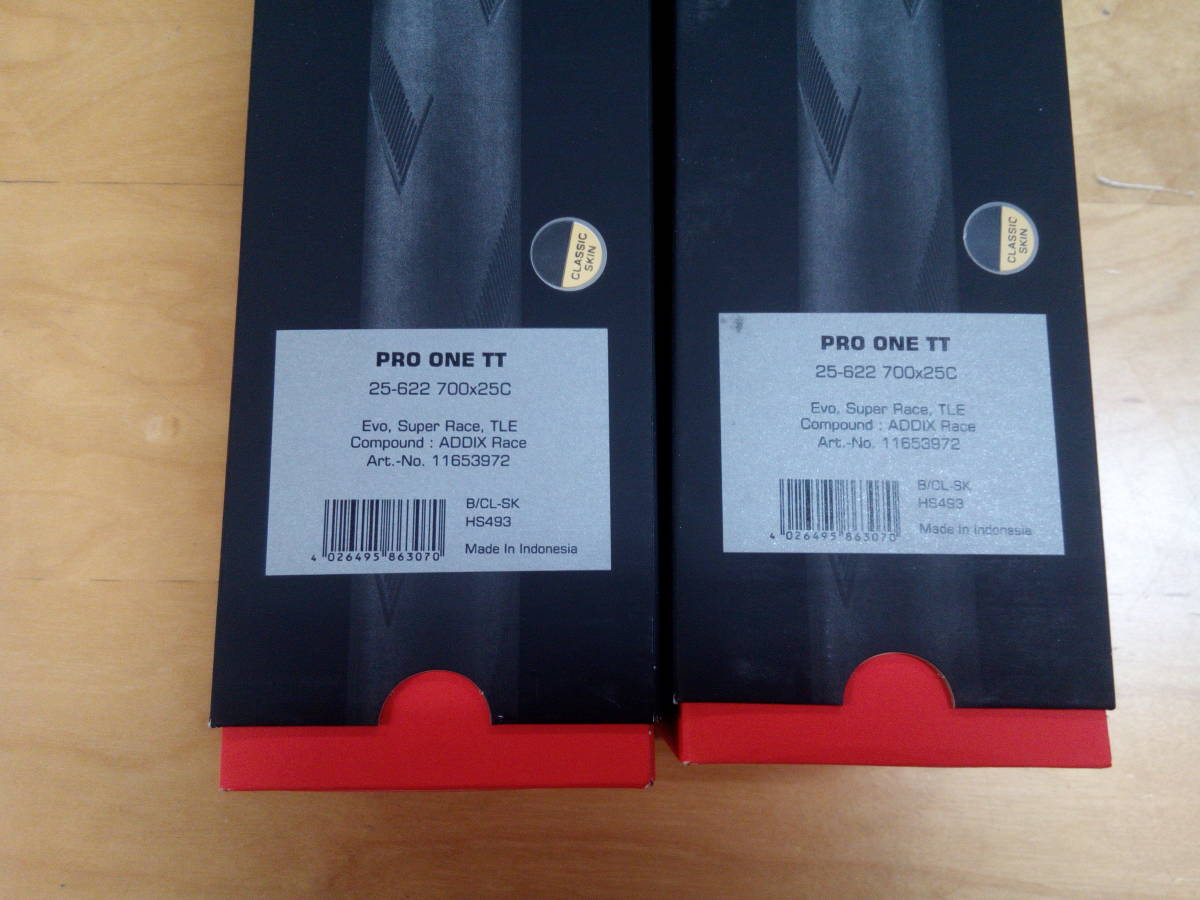 CLASSIC
SKIN
PRO ONE TT
25-622 700x25C
Evo, Super Race, TLE
Compound : ADDIX Race
Art.-No. 11653972
B/CL-SK
HS493
Made In Indonesia
4 026495 863070
CLASSIC
SKIN
PRO ONE TT
25-622 700x25C
Evo, Super Race, TLE
Compound : ADDIX Race
Art.-No. 11653972
B/CL-SK
HS493
Made In Indonesia
4 026495 863070